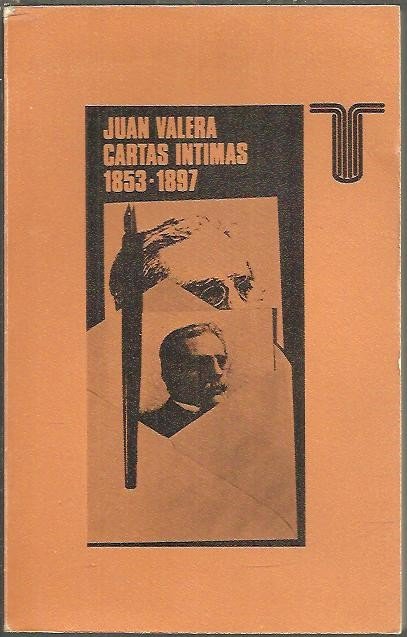 JUAN VALERA
CARTAS INTIMAS
1853-1897